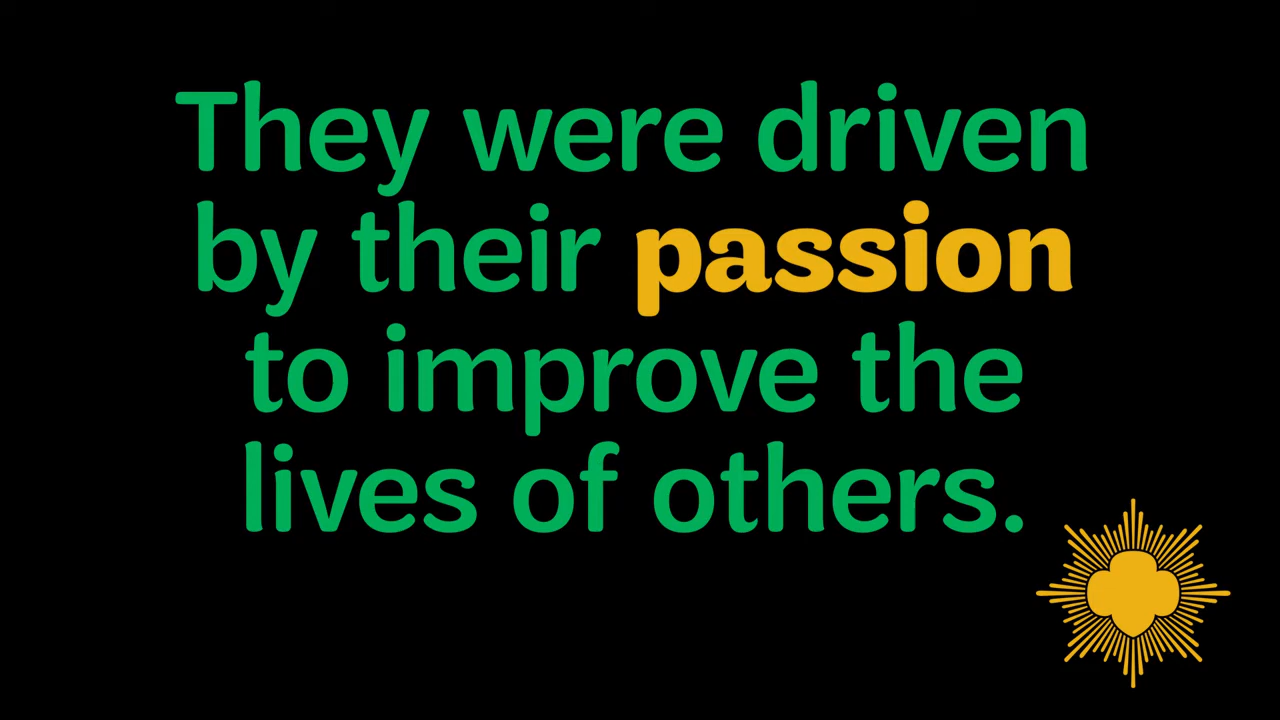 They were driven
by their passion
to improve the
lives of others.